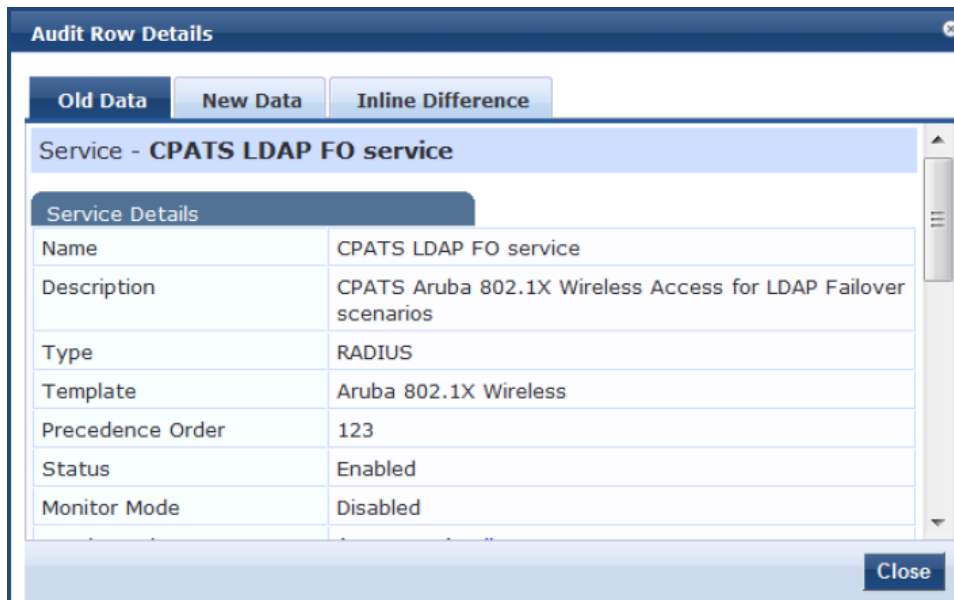 Audit Row Details
Old Data New Data Inline Difference
Service - CPATS LDAP FO service
Service Details
Name CPATS LDAP FO service
Description CPATS Aruba 802.1X Wireless Access for LDAP Failover
scenarios
Type RADIUS
Template Aruba 802.1X Wireless
Precedence Order 123
Status Enabled
Monitor Mode Disabled
Close